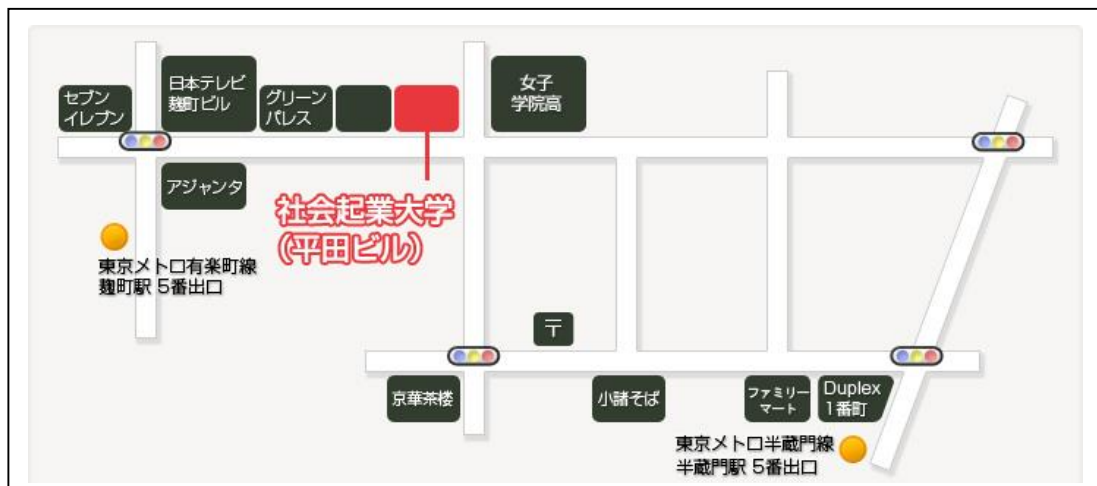 セブン
イレブン
日本テレビ
麹町ビル
グリーン
パレス
女子
学院高
アジャンタ
社会起業大学
（平田ビル）
東京メトロ有楽町線
麹町駅 5番出口
〒
京華茶楼
小諸そば
ファミリー
マート
Duplex
1番町
東京メトロ半蔵門線
半蔵門駅 5番出口